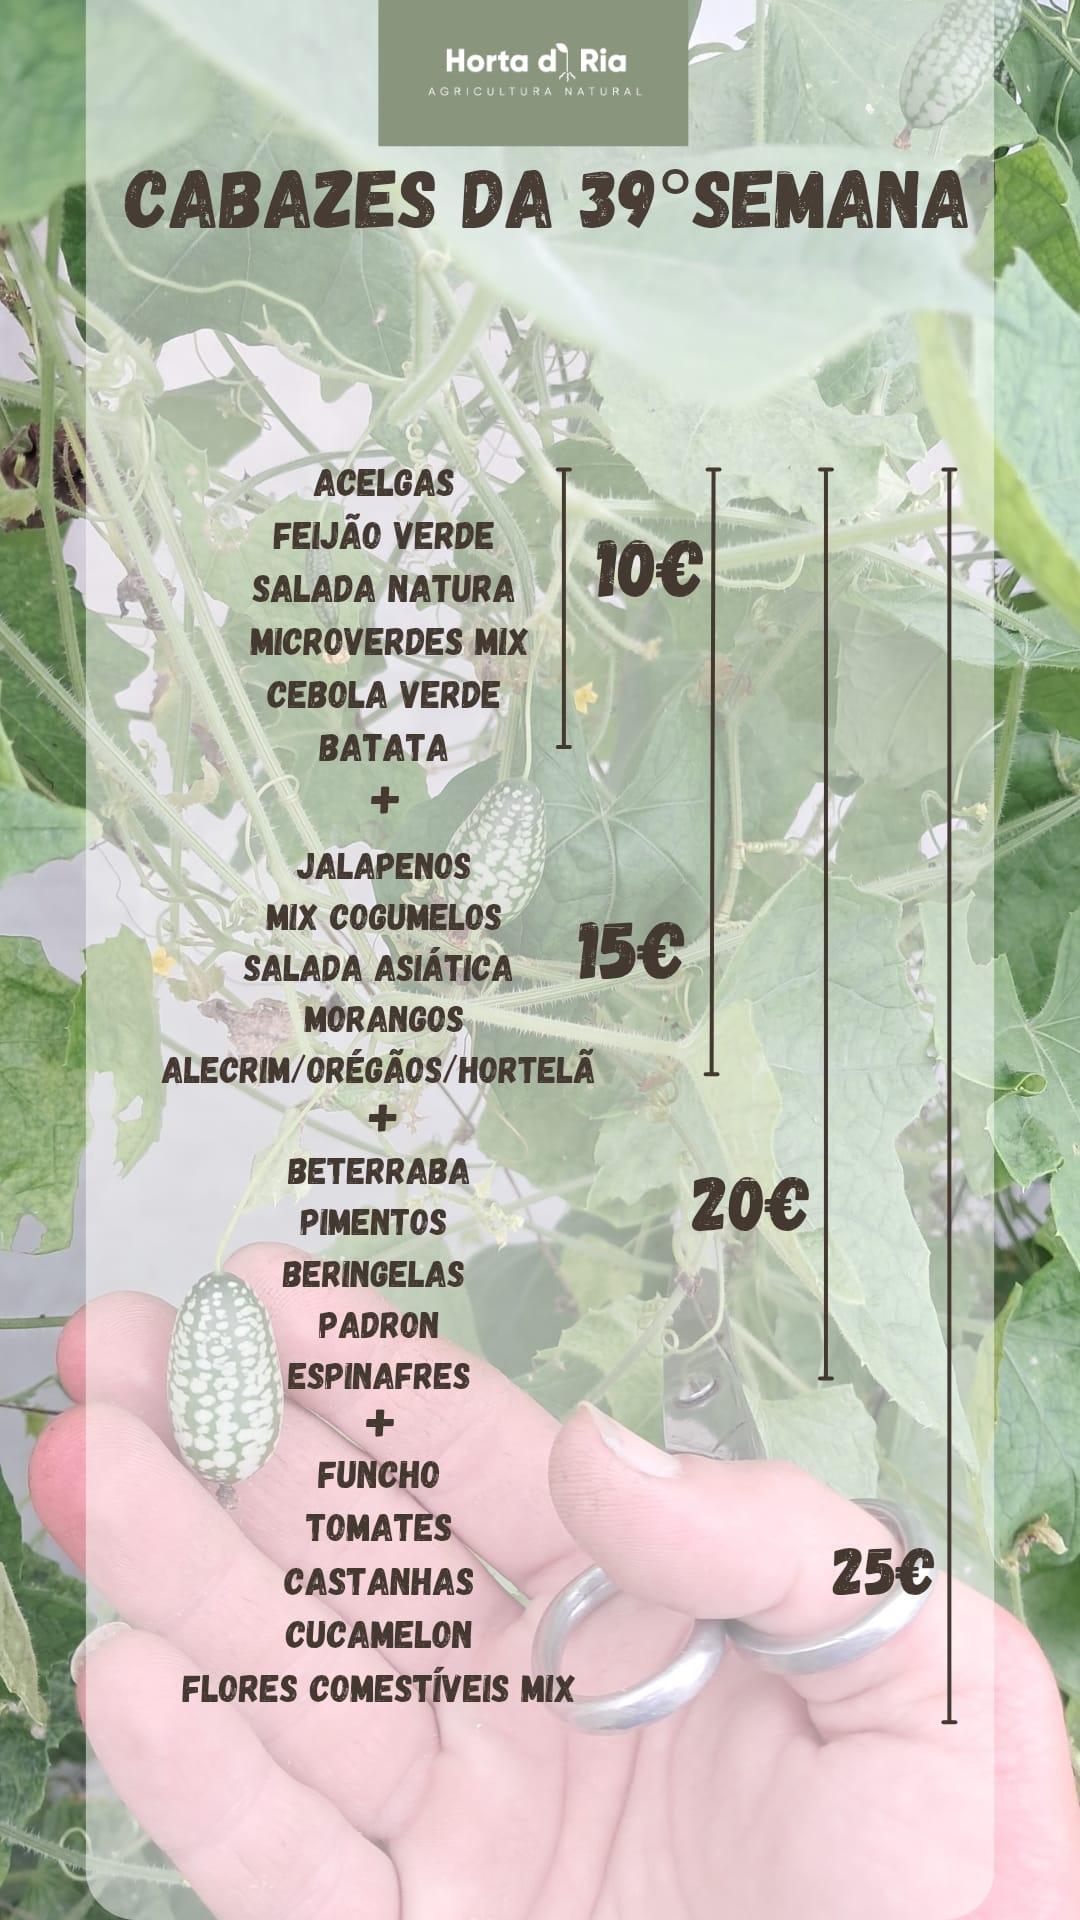 Horta d' Ria
AGRICULTURA NATURAL
CABAZES DA 39°SEMANA
ACELGAS
FEIJÃO VERDE
SALADA NATURA
MICROVERDES MIX
CEBOLA VERDE
BATATA
10€
+
JALAPENOS
MIX COGUMELOS
SALADA ASIÁTICA
MORANGOS
ALECRIM/ORÉGÃOS/HORTELÃ
15€
+
BETERRABA
PIMENTOS
BERINGELAS
PADRON
ESPINAFRES
20€
+
FUNCHO
TOMATES
CASTANHAS
CUCAMELON
FLORES COMESTÍVEIS MIX
25€